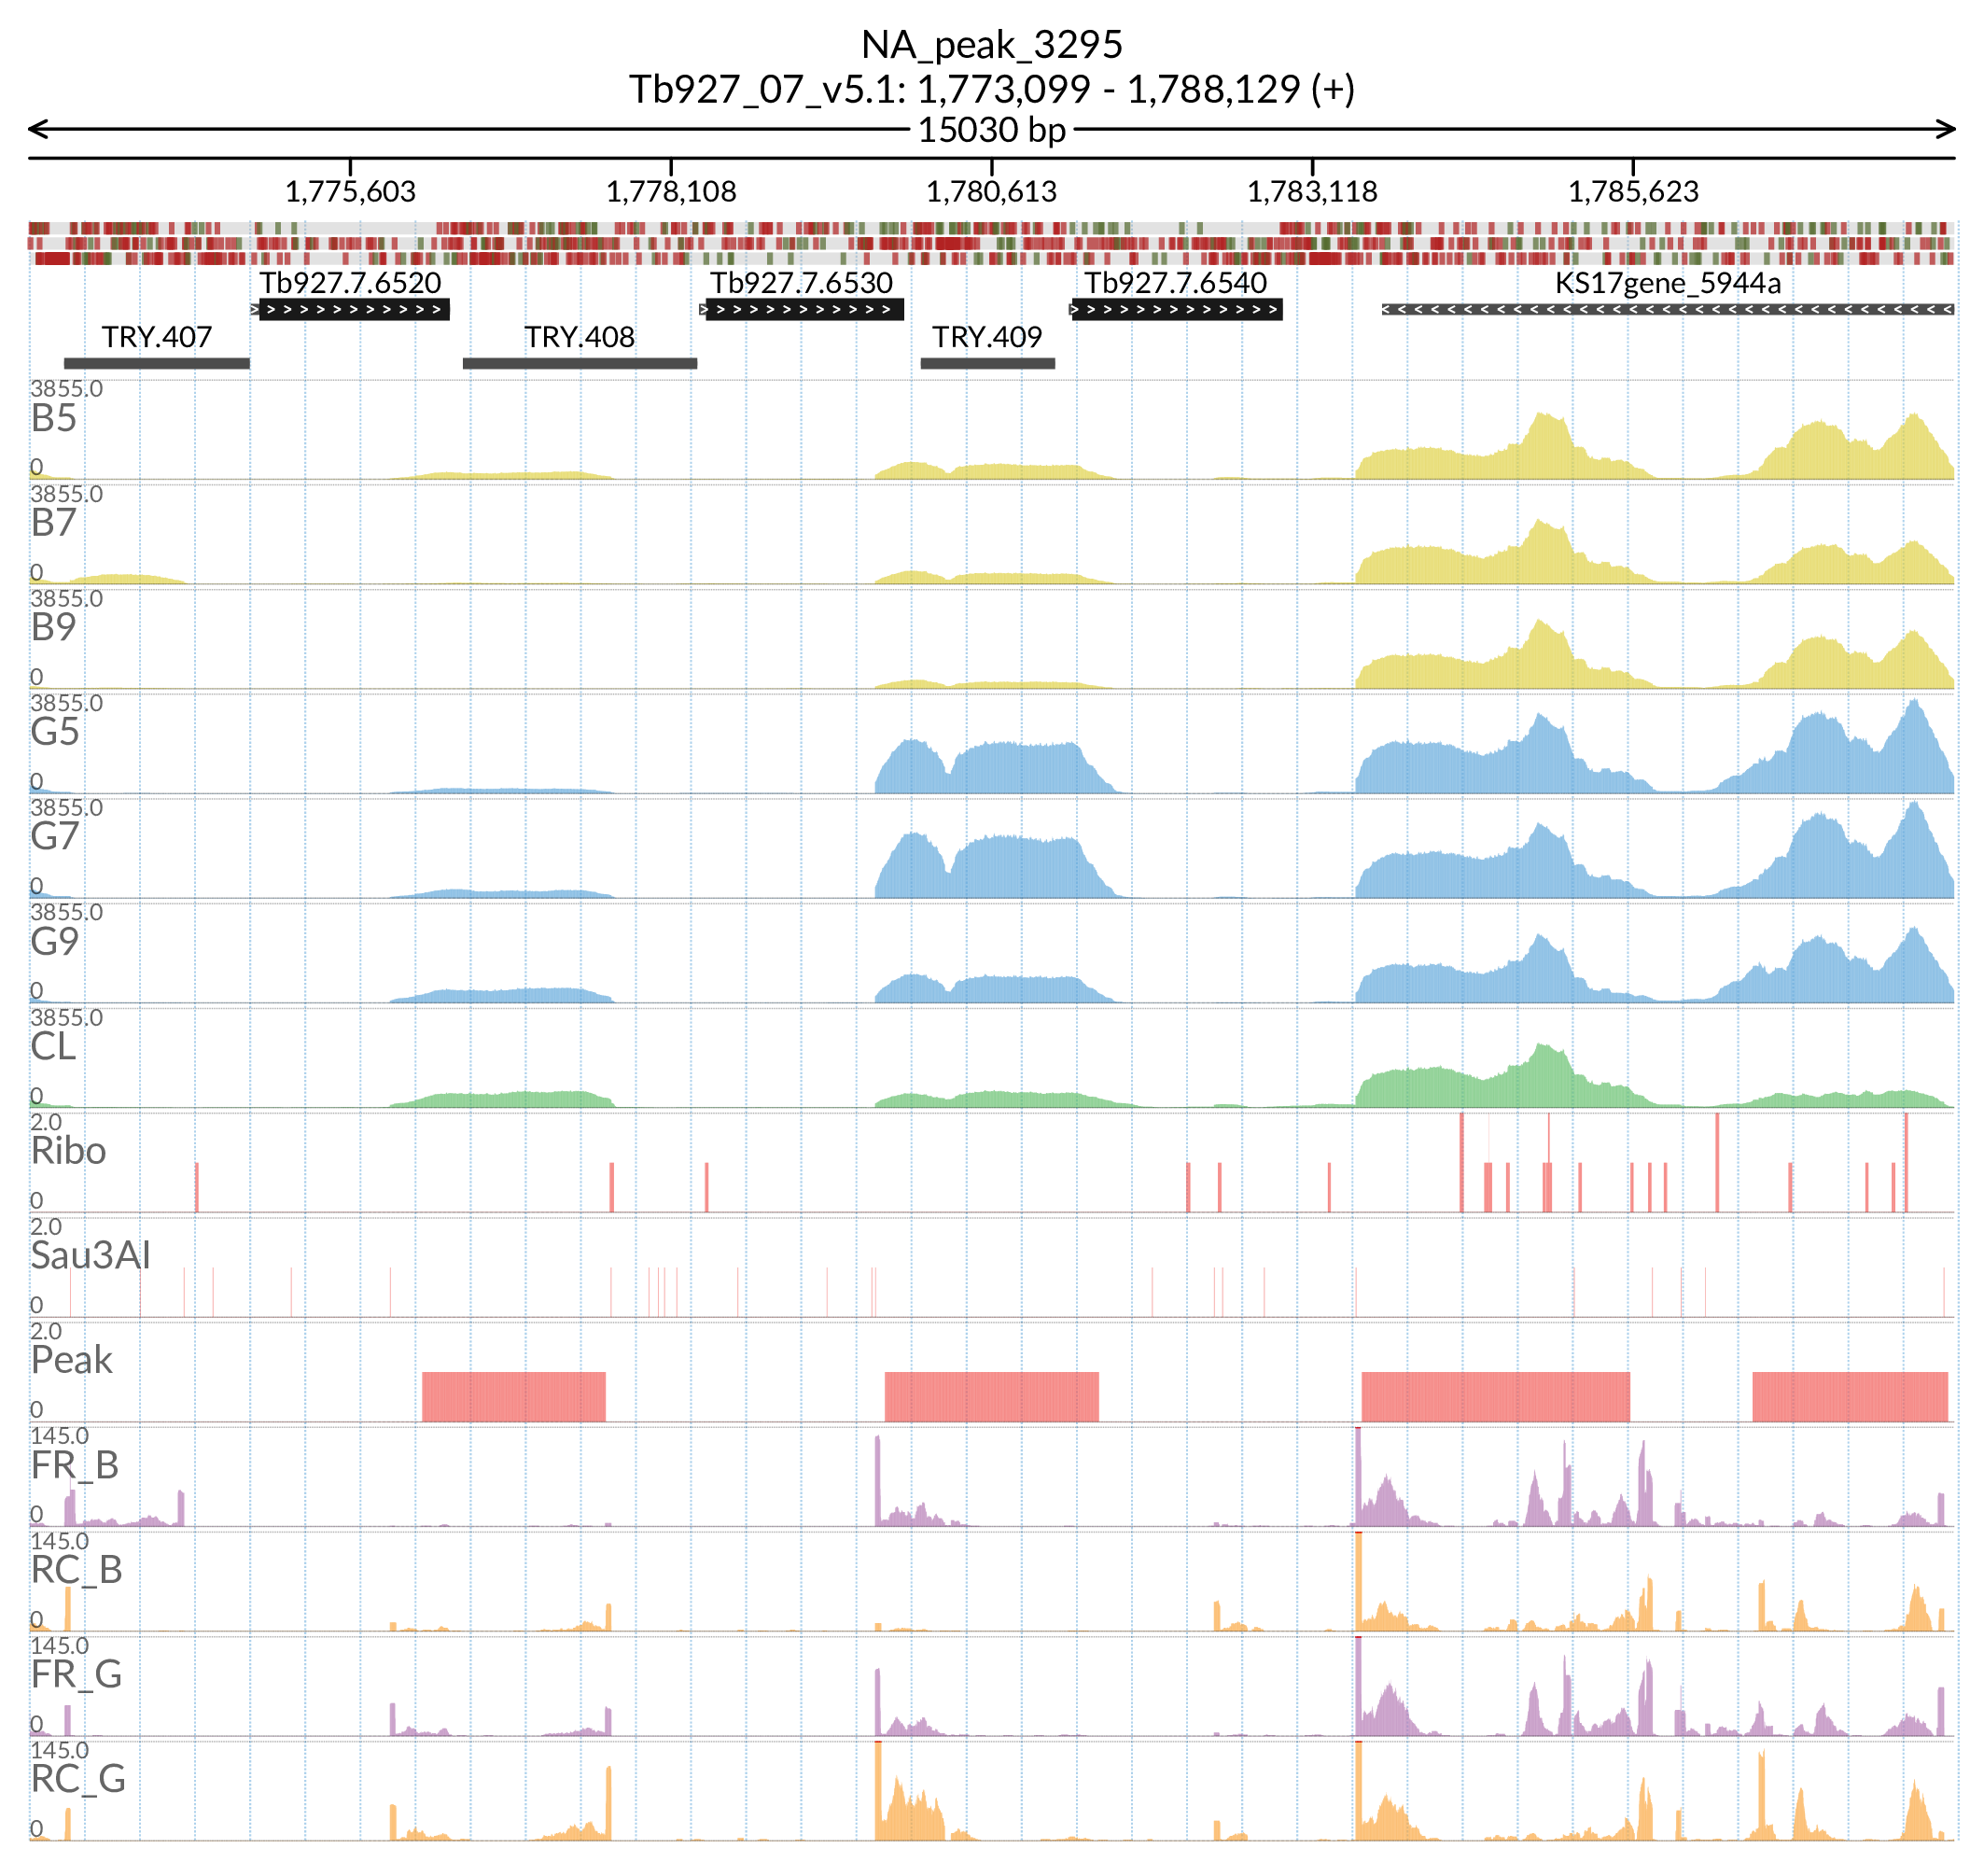 NA_peak_3295
Tb927_07_v5.1: 1,773,099 - 1,788,129 (+)
15030 bp
1,775,603 1,778,108 1,780,613 1,783,118 1,785,623
Tb927.7.6520 Tb927.7.6530 Tb927.7.6540 KS17gene_5944a
TRY.407 TRY.408 TRY.409
3855.0
B5
0
3855.0
B7
0
3855.0
B9
0
3855.0
G5
0
3855.0
G7
0
3855.0
G9
0
3855.0
CL
0
2.0
Ribo
0
2.0
Sau3AI
0
2.0
Peak
0
145.0
FR_B
0
145.0
RC_B
0
145.0
FR_G
0
145.0
RC_G
0